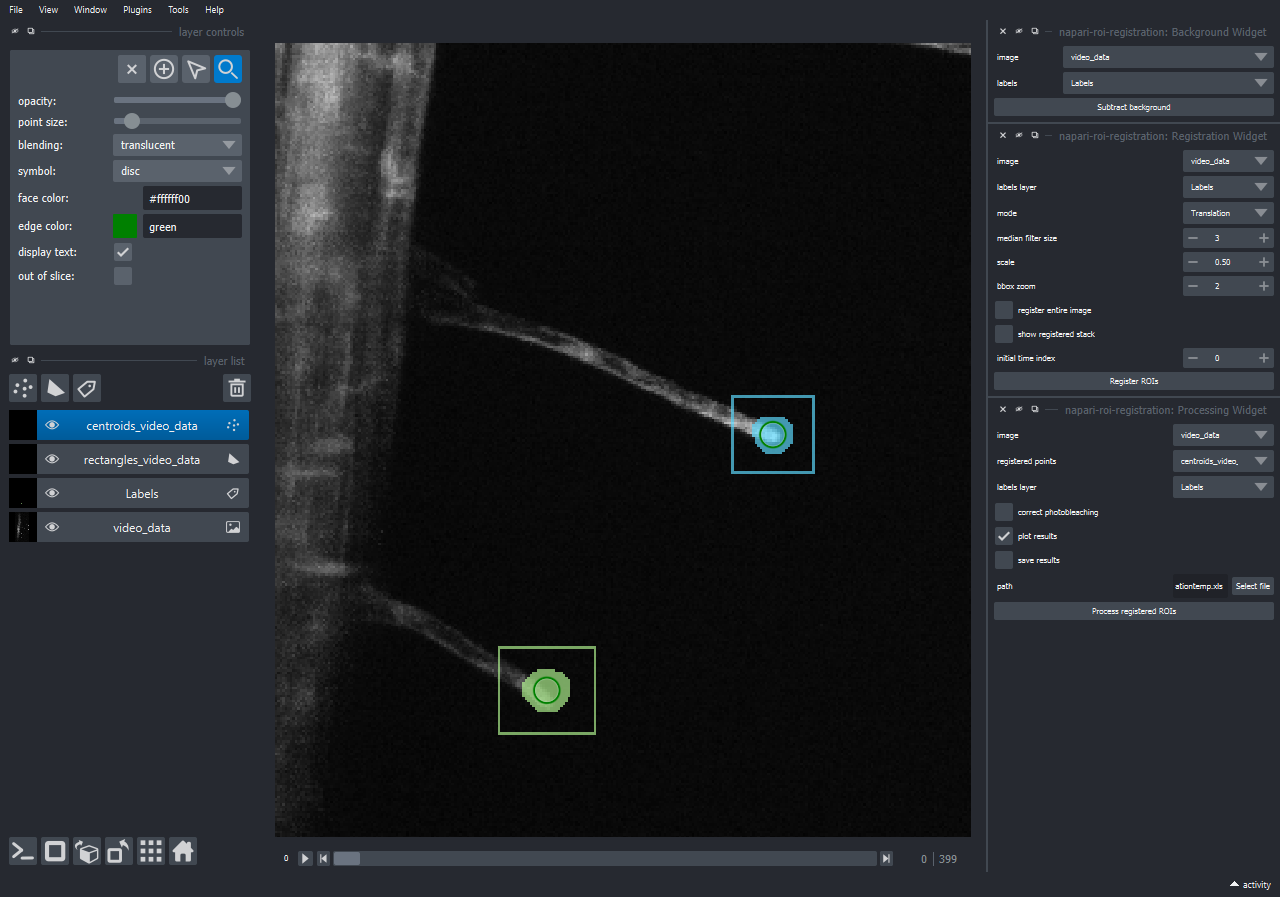 File View Window Plugins Tools Help
layer controls
opacity:
point size:
blending: translucent
symbol: disc
face color: #ffffff00
edge color: green
display text:
out of slice:
layer list
centroids_video_data
rectangles_video_data
Labels
video_data
0 0 399
napari-roi-registration: Background Widget
image video_data
labels Labels
Subtract background
napari-roi-registration: Registration Widget
image video_data
labels layer Labels
mode Translation
median filter size 3
scale 0.50
bbox zoom 2
register entire image
show registered stack
initial time index 0
Register ROIs
napari-roi-registration: Processing Widget
image video_data
registered points centroids_video_
labels layer Labels
correct photobleaching
plot results
save results
path ationtemp.xls Select file
Process registered ROIs
activity